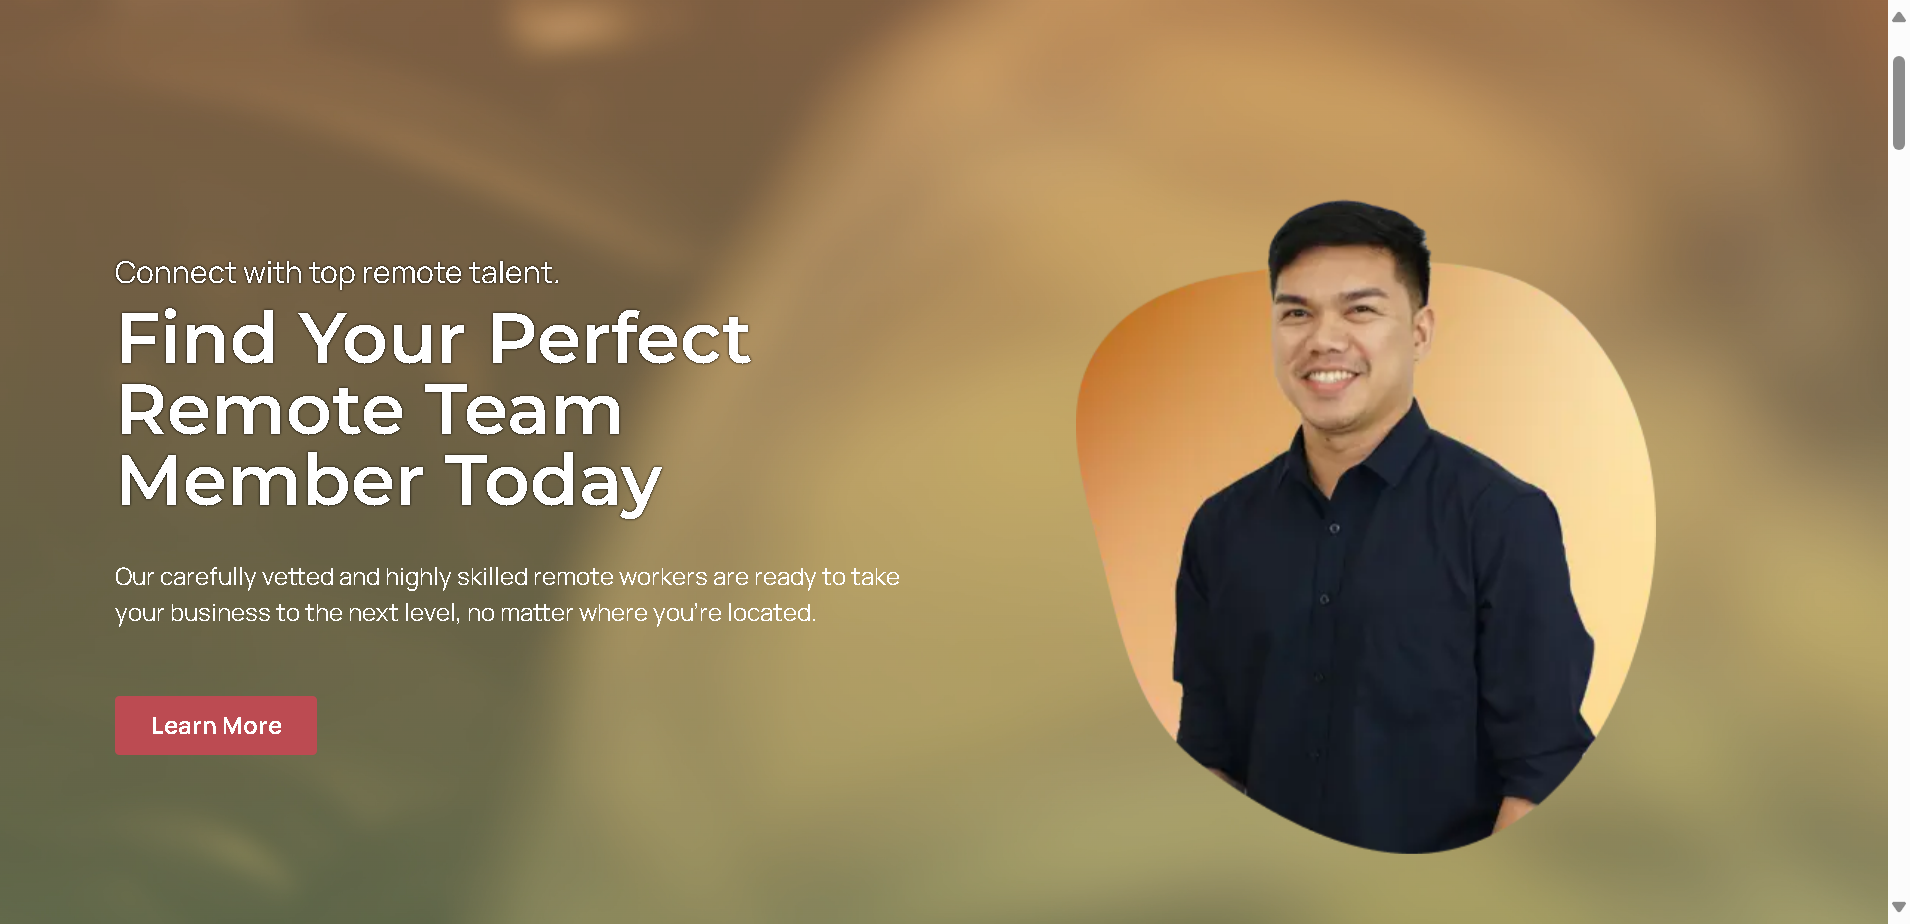 Connect with top remote talent.
Find Your Perfect
Remote Team
Member Today
Our carefully vetted and highly skilled remote workers are ready to take
your business to the next level, no matter where you're located.
Learn More